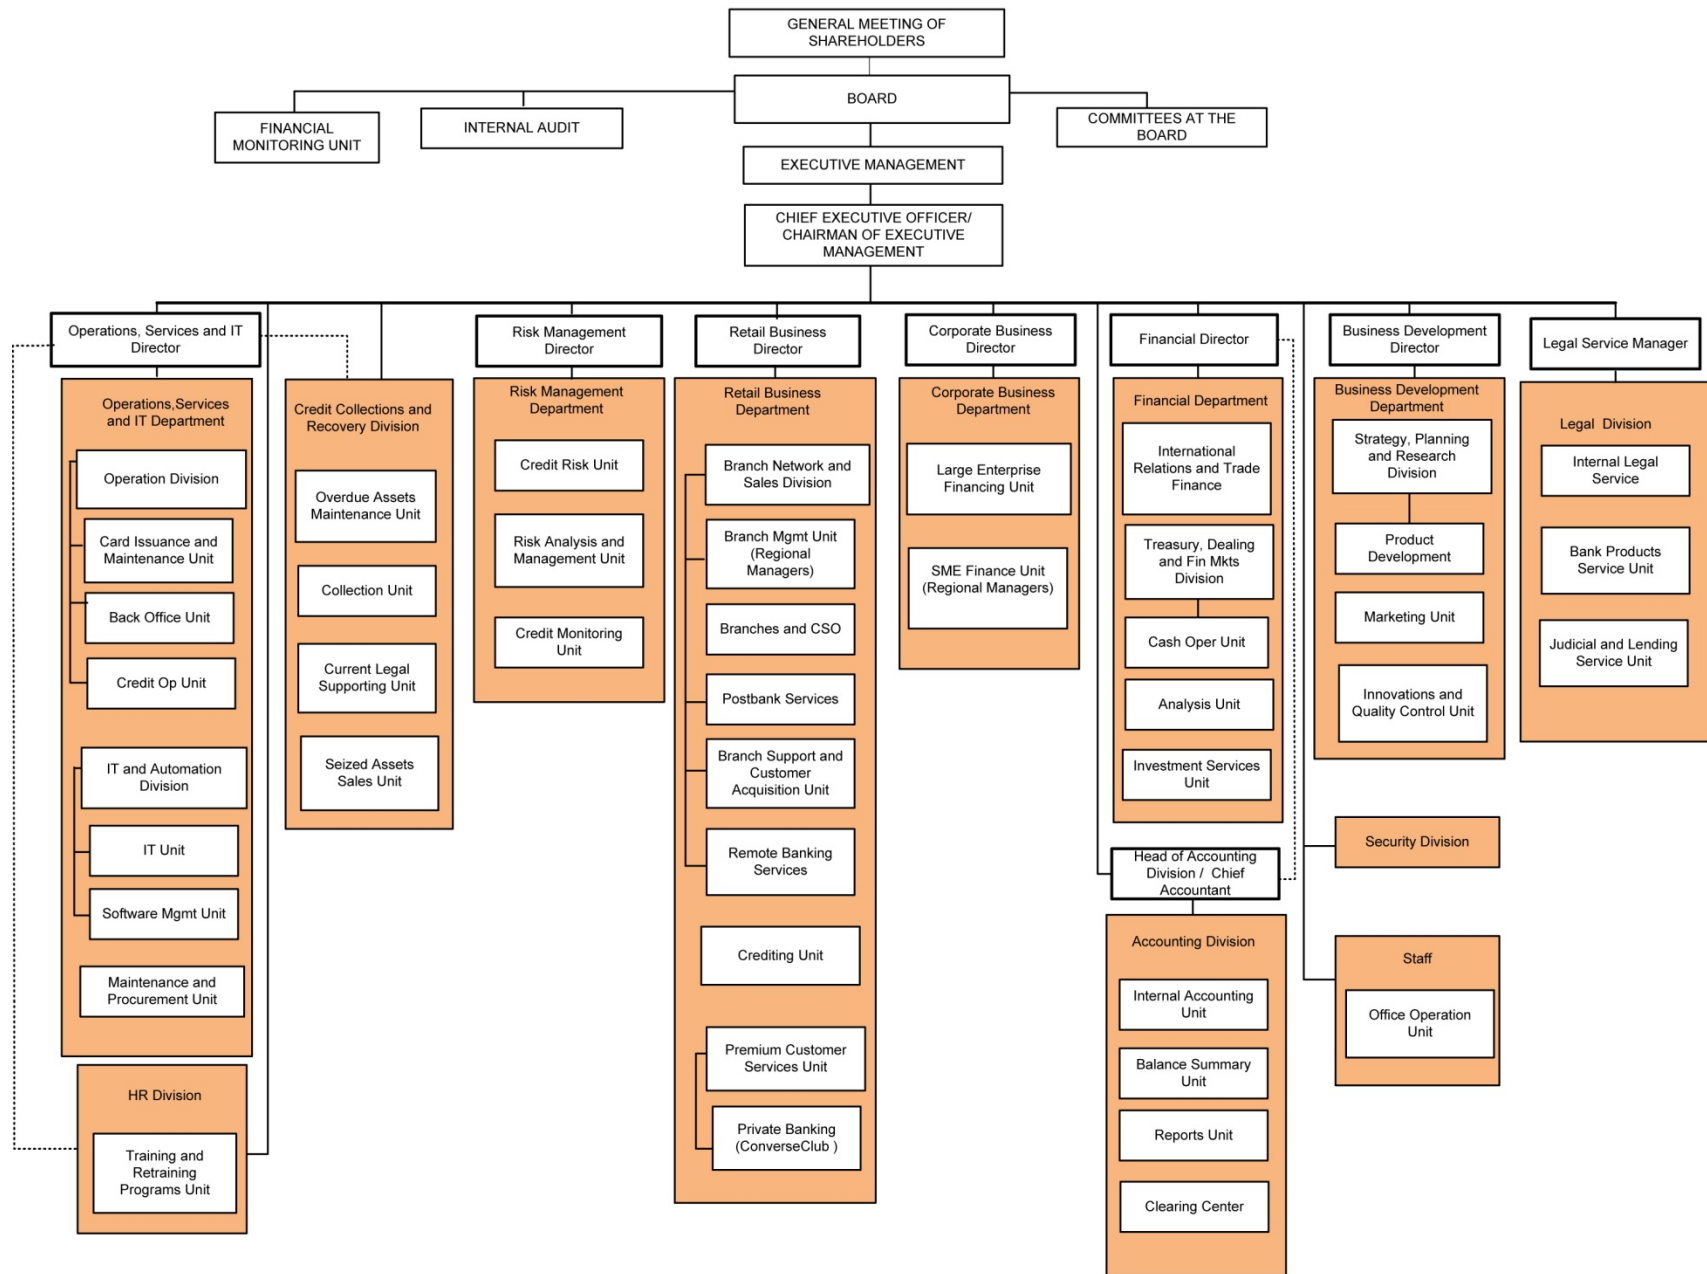 GENERAL MEETING OF
SHAREHOLDERS
BOARD
FINANCIAL
MONITORING UNIT
INTERNAL AUDIT
COMMITTEES AT THE
BOARD
EXECUTIVE MANAGEMENT
CHIEF EXECUTIVE OFFICER/
CHAIRMAN OF EXECUTIVE
MANAGEMENT
Operations, Services and IT
Director
Operations,Services
and IT Department
Operation Division
Card Issuance and
Maintenance Unit
Back Office Unit
Credit Op Unit
IT and Automation
Division
IT Unit
Software Mgmt Unit
Maintenance and
Procurement Unit
HR Division
Training and
Retraining
Programs Unit
Credit Collections and
Recovery Division
Overdue Assets
Maintenance Unit
Collection Unit
Current Legal
Supporting Unit
Seized Assets
Sales Unit
Risk Management
Director
Risk Management
Department
Credit Risk Unit
Risk Analysis and
Management Unit
Credit Monitoring
Unit
Retail Business
Director
Retail Business
Department
Branch Network and
Sales Division
Branch Mgmt Unit
(Regional
Managers)
Branches and CSO
Postbank Services
Branch Support and
Customer
Acquisition Unit
Remote Banking
Services
Crediting Unit
Premium Customer
Services Unit
Private Banking
(ConverseClub )
Corporate Business
Director
Corporate Business
Department
Large Enterprise
Financing Unit
SME Finance Unit
(Regional Managers)
Financial Director
Financial Department
International
Relations and Trade
Finance
Treasury, Dealing
and Fin Mkts
Division
Cash Oper Unit
Analysis Unit
Investment Services
Unit
Head of Accounting
Division / Chief
Accountant
Accounting Division
Internal Accounting
Unit
Balance Summary
Unit
Reports Unit
Clearing Center
Business Development
Director
Business Development
Department
Strategy, Planning
and Research
Division
Product
Development
Marketing Unit
Innovations and
Quality Control Unit
Security Division
Staff
Office Operation
Unit
Legal Service Manager
Legal Division
Internal Legal
Service
Bank Products
Service Unit
Judicial and Lending
Service Unit